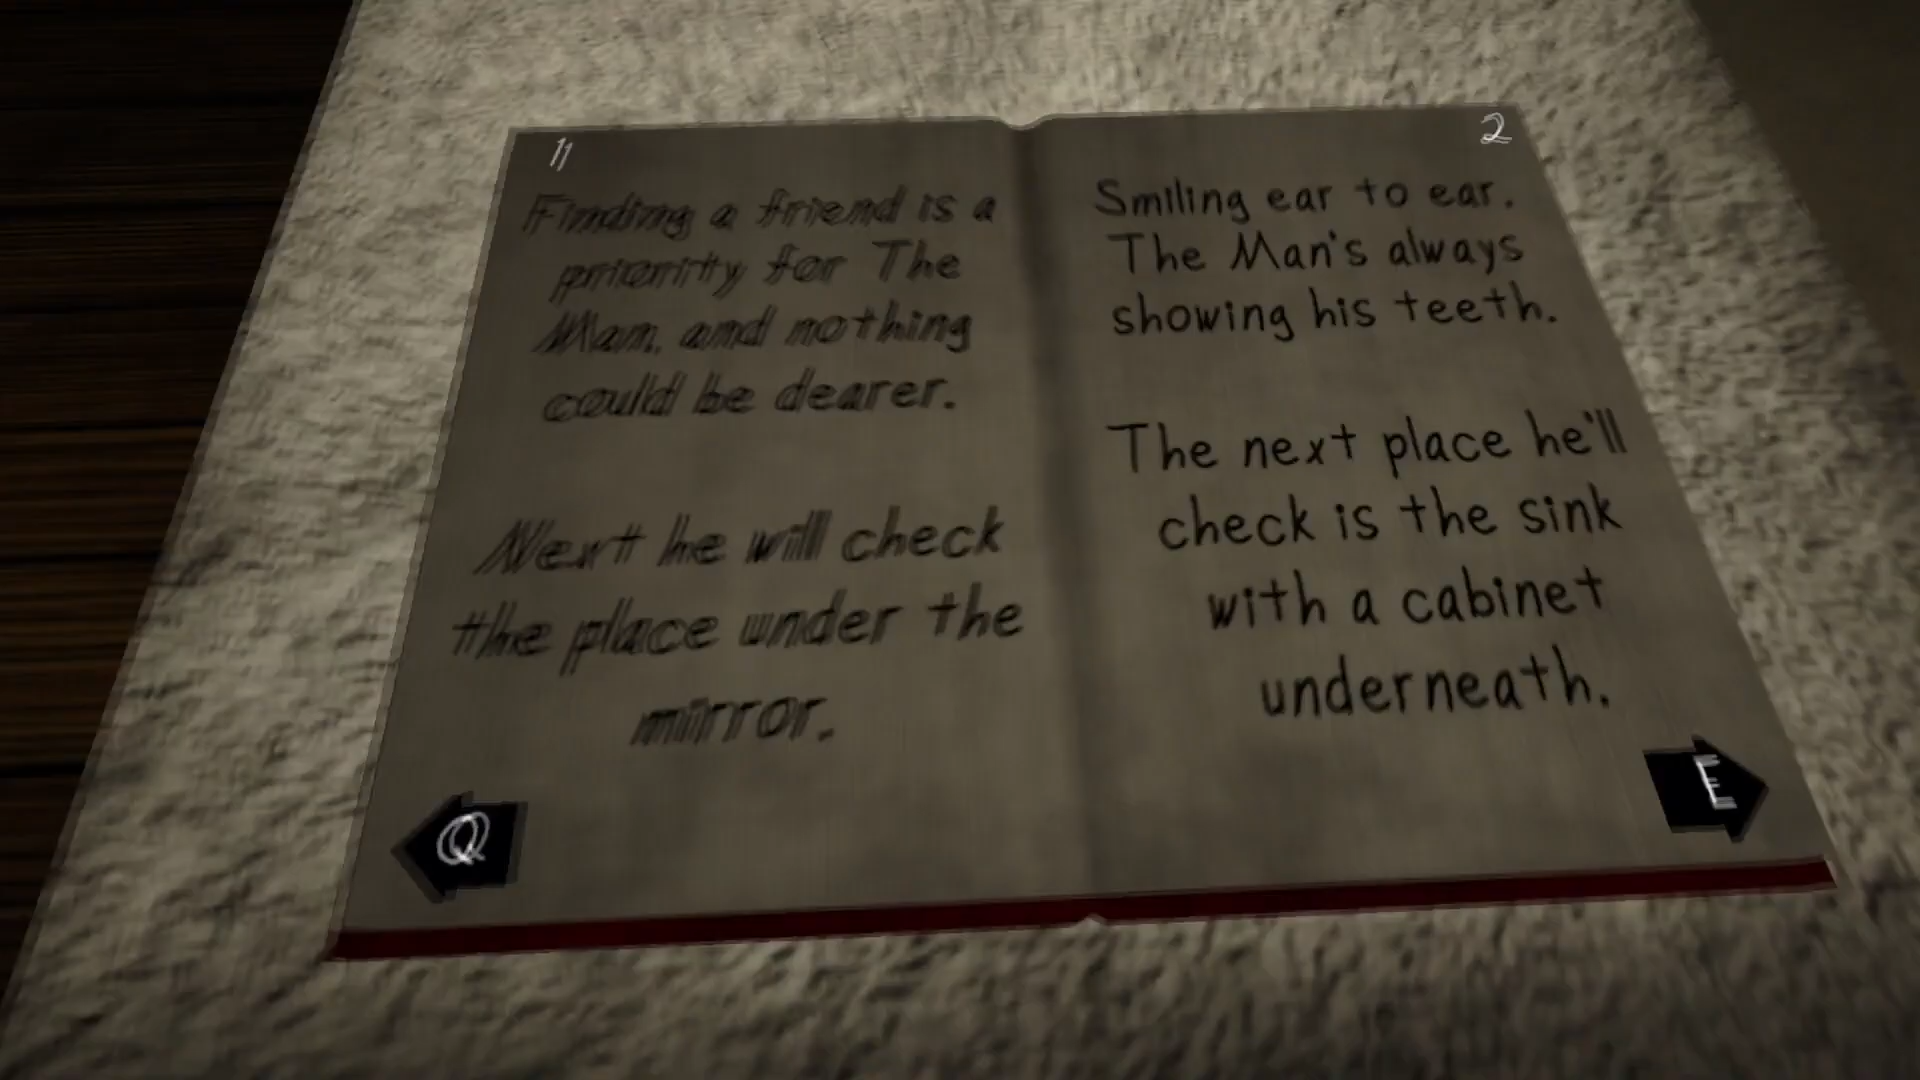 1
Finding a friend is a
priority for The
Man, and nothing
could be dearer.
Next he will check
the place under the
mirror.
Q
2
Smiling ear to ear.
The Man's always
showing his teeth.
The next place he'll
check is the sink
with a cabinet
underneath.
E